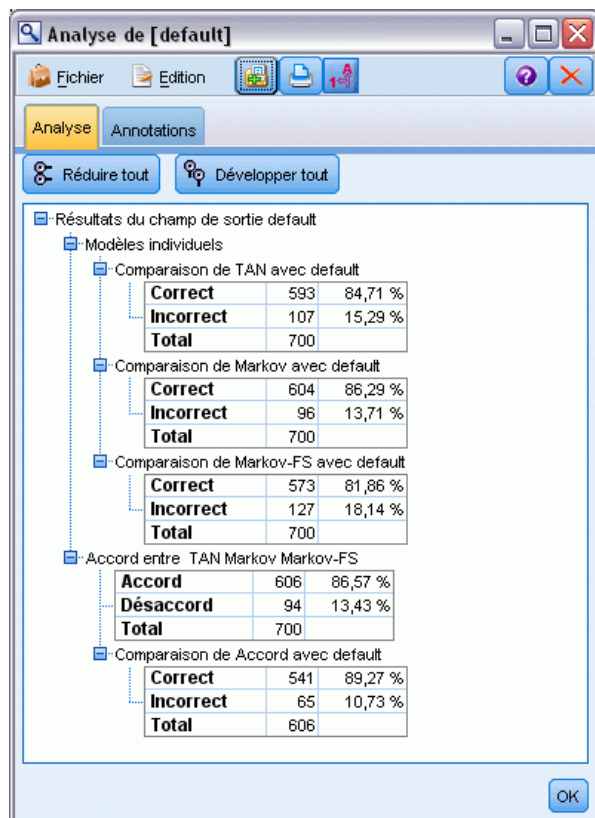 Analyse de [default]
Fichier Edition
Analyse Annotations
Réduire tout Développer tout
Résultats du champ de sortie default
Modèles individuels
Comparaison de TAN avec default
Correct 593 84,71 %
Incorrect 107 15,29 %
Total 700
Comparaison de Markov avec default
Correct 604 86,29 %
Incorrect 96 13,71 %
Total 700
Comparaison de Markov-FS avec default
Correct 573 81,86 %
Incorrect 127 18,14 %
Total 700
Accord entre TAN Markov Markov-FS
Accord 606 86,57 %
Désaccord 94 13,43 %
Total 700
Comparaison de Accord avec default
Correct 541 89,27 %
Incorrect 65 10,73 %
Total 606
OK